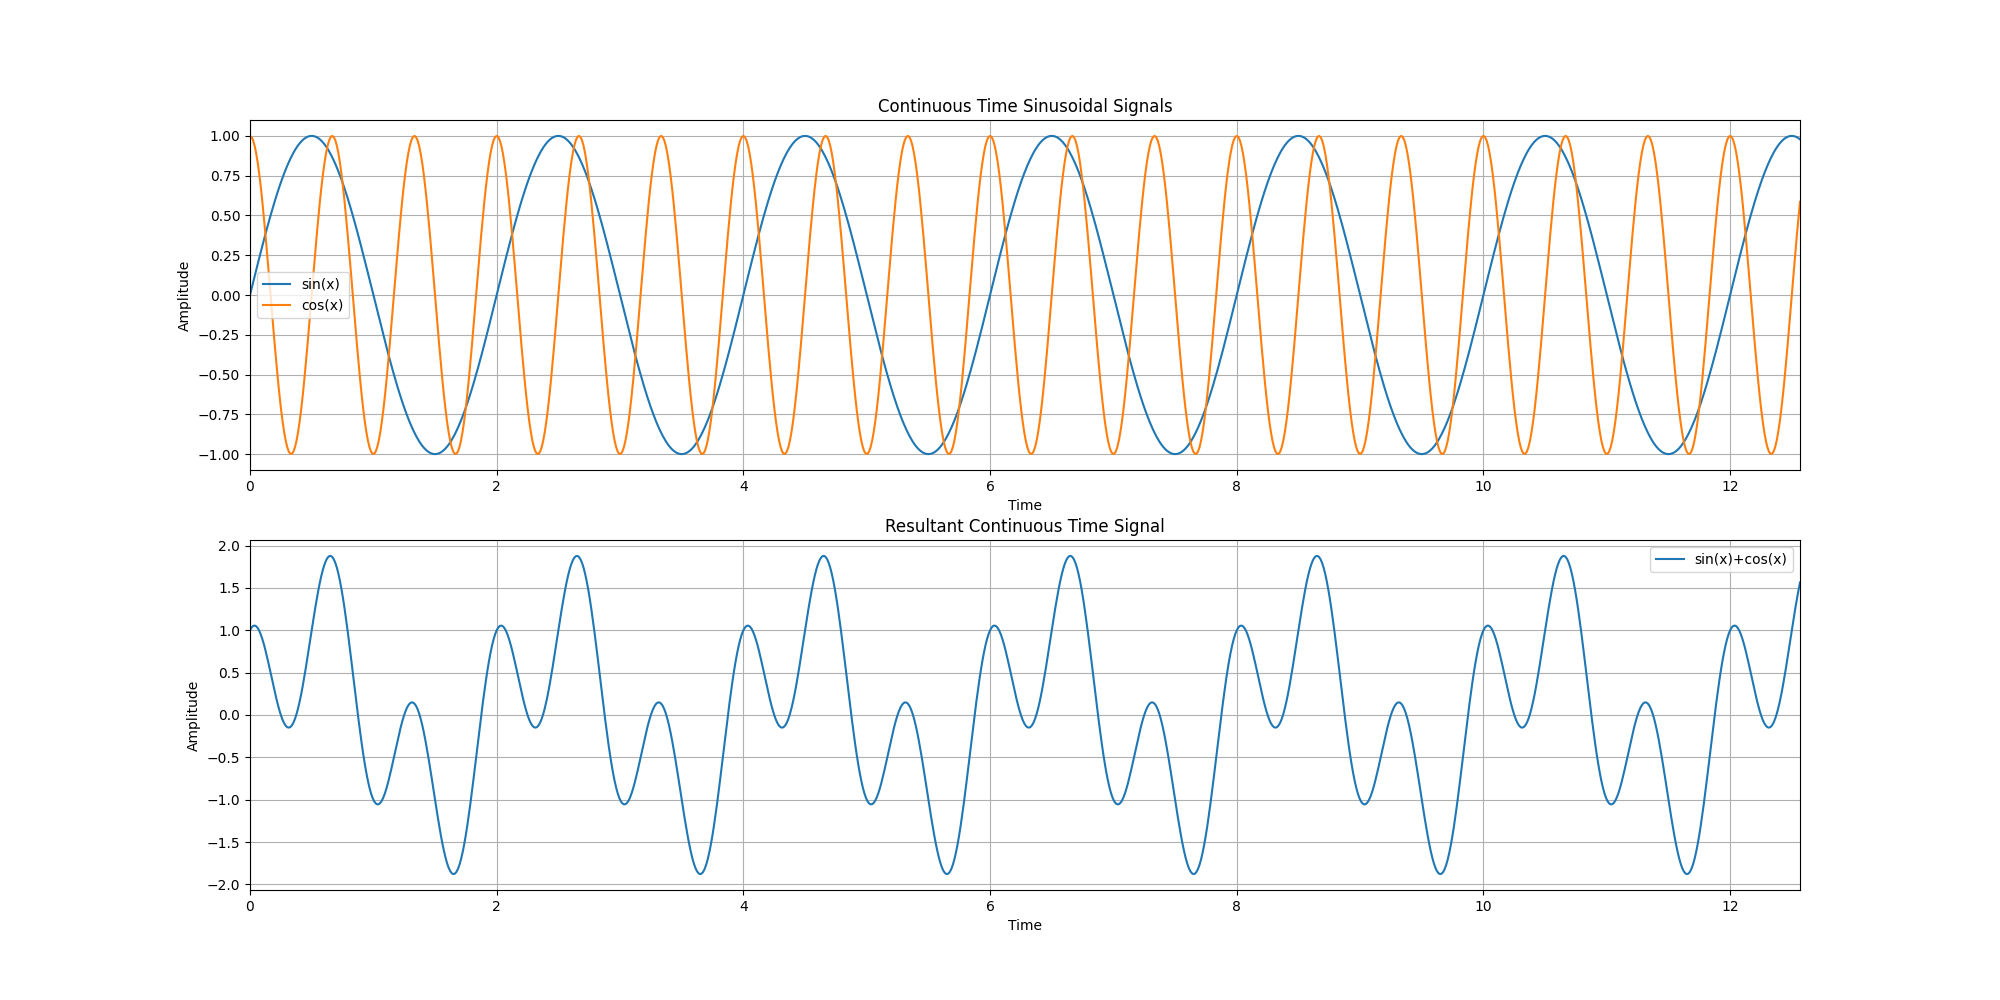 Continuous Time Sinusoidal Signals
1.00
0.75
0.50
0.25
0.00
−0.25
−0.50
−0.75
−1.00
Amplitude
sin(x)
cos(x)
0 2 4 6 8 10 12
Time
Resultant Continuous Time Signal
2.0
1.5
1.0
0.5
0.0
−0.5
−1.0
−1.5
−2.0
Amplitude
sin(x)+cos(x)
0 2 4 6 8 10 12
Time